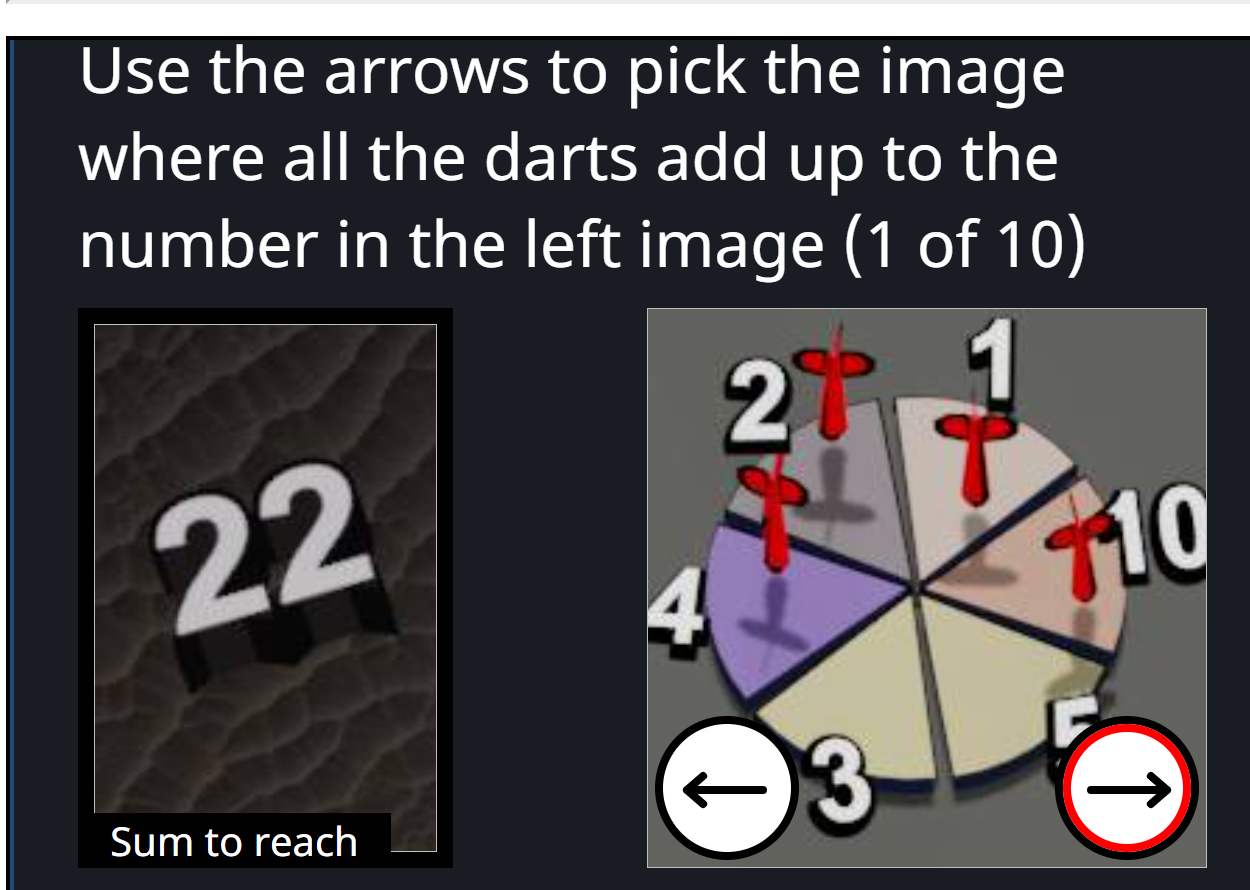 Use the arrows to pick the image
where all the darts add up to the
number in the left image (1 of 10)
22
Sum to reach
2
1
10
4
5
3